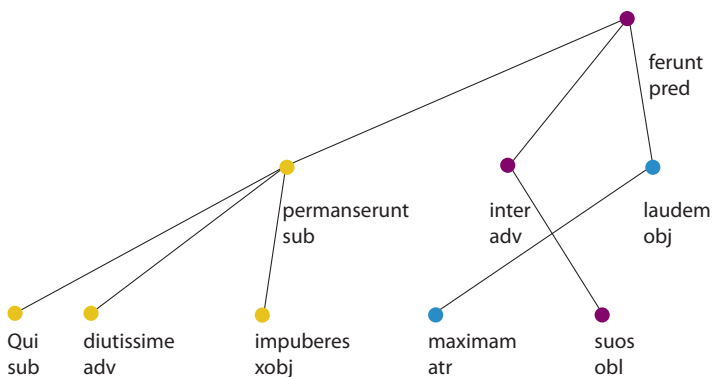 ferunt
pred
permanserunt
sub
inter
adv
laudem
obj
Qui
sub
diutissime
adv
impuberes
xobj
maximam
atr
suos
obl